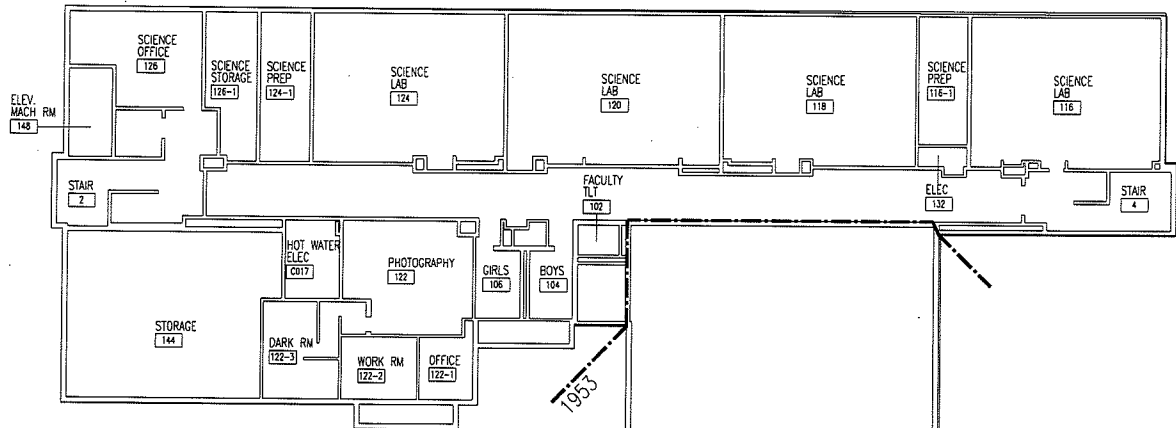 SCIENCE
OFFICE
126
SCIENCE
STORAGE
126-1
SCIENCE
PREP
124-1
SCIENCE
LAB
124
SCIENCE
LAB
120
SCIENCE
LAB
118
SCIENCE
PREP
116-1
SCIENCE
LAB
116
ELEV.
MACH RM
148
STAIR
2
FACULTY
TLT
102
ELEC
132
STAIR
4
HOT WATER
ELEC
C017
PHOTOGRAPHY
122
GIRLS
106
BOYS
104
STORAGE
144
DARK RM
122-3
WORK RM
122-2
OFFICE
122-1
1953